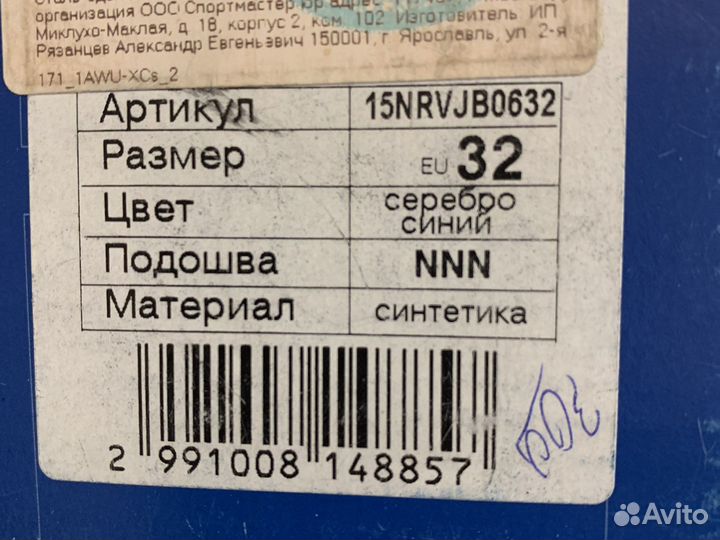 организация ООО Спортмастер юр адрес
Миклухо-Маклая, д 18, корпус 2, ком. 102 Изготовитель ИП
Рязанцев Александр Евгеньэвич 150001, г Ярославль, ул 2-я
171_1AWU-XCs_2
Артикул 15NRVJB0632
Размер EU 32
Цвет серебро
синий
Подошва NNN
Материал синтетика
2 991008 148857
Avito